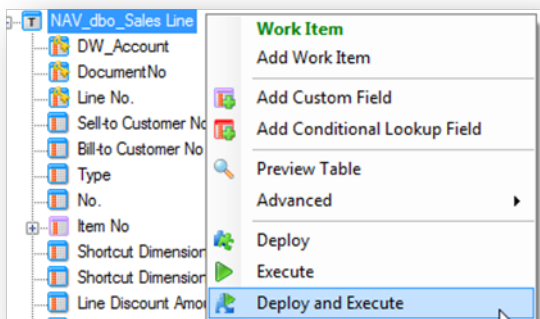 NAV_dbo_Sales Line
DW_Account
DocumentNo
Line No.
Sell-to Customer No
Bill-to Customer No
Type
No.
Item No
Shortcut Dimension
Shortcut Dimension
Line Discount Amou
Work Item
Add Work Item
Add Custom Field
Add Conditional Lookup Field
Preview Table
Advanced
Deploy
Execute
Deploy and Execute